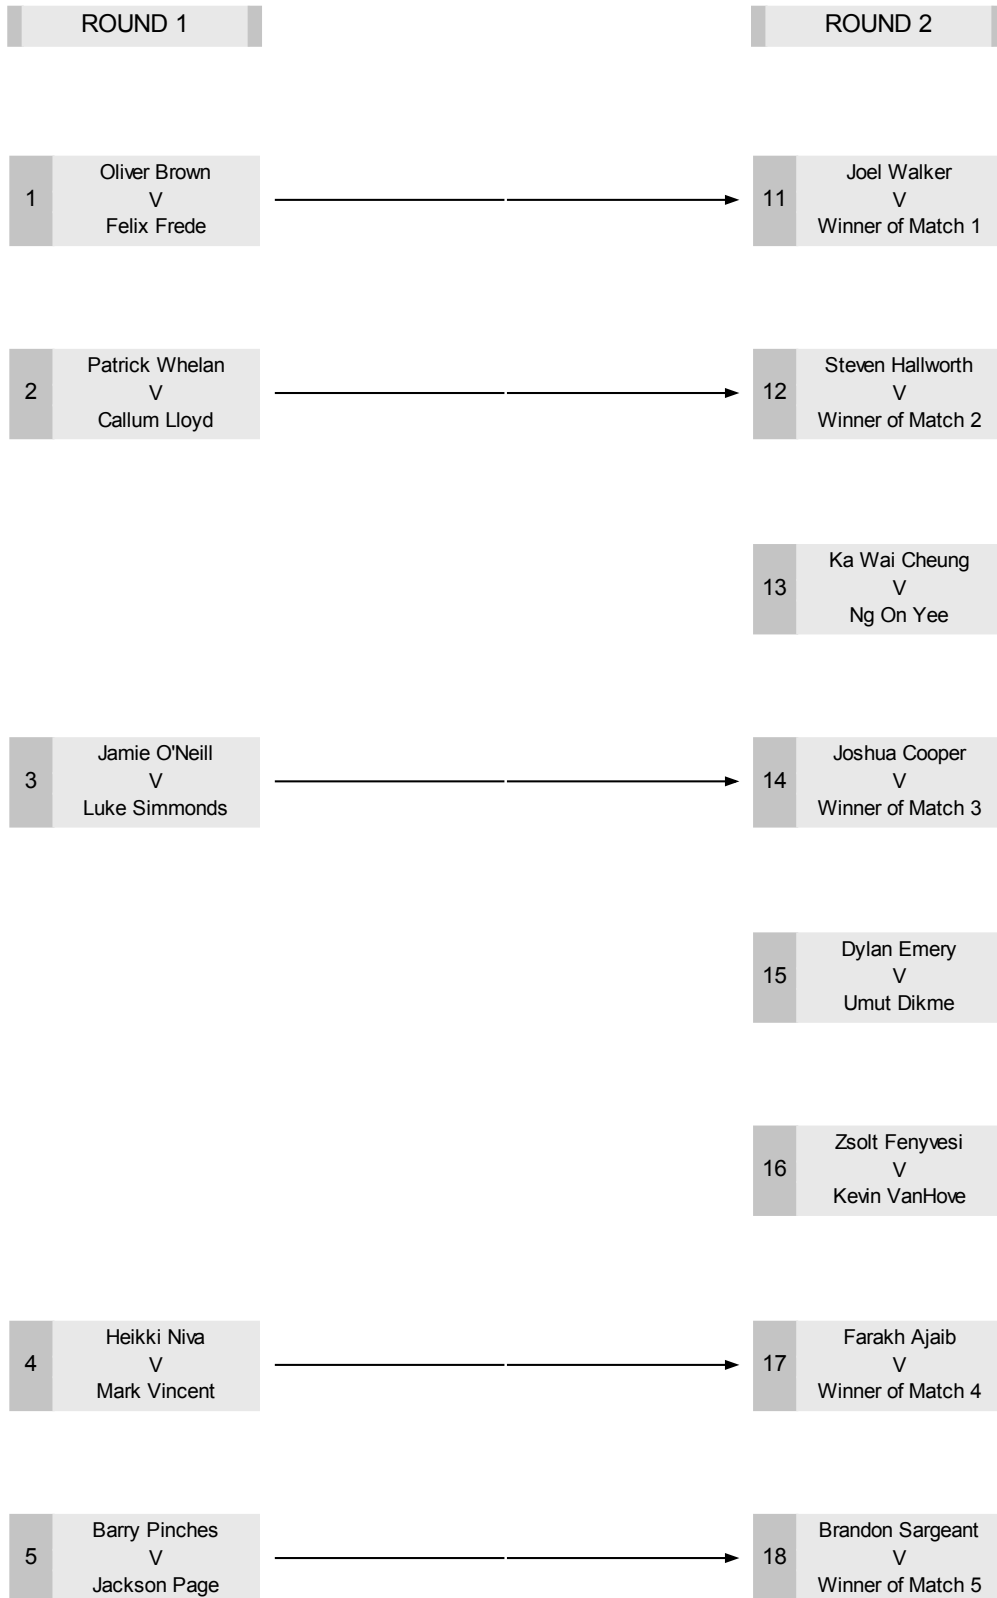 ROUND 1
ROUND 2
1
Oliver Brown
V
Felix Frede
11
Joel Walker
V
Winner of Match 1
2
Patrick Whelan
V
Callum Lloyd
12
Steven Hallworth
V
Winner of Match 2
13
Ka Wai Cheung
V
Ng On Yee
3
Jamie O'Neill
V
Luke Simmonds
14
Joshua Cooper
V
Winner of Match 3
15
Dylan Emery
V
Umut Dikme
16
Zsolt Fenyvesi
V
Kevin VanHove
4
Heikki Niva
V
Mark Vincent
17
Farakh Ajaib
V
Winner of Match 4
5
Barry Pinches
V
Jackson Page
18
Brandon Sargeant
V
Winner of Match 5